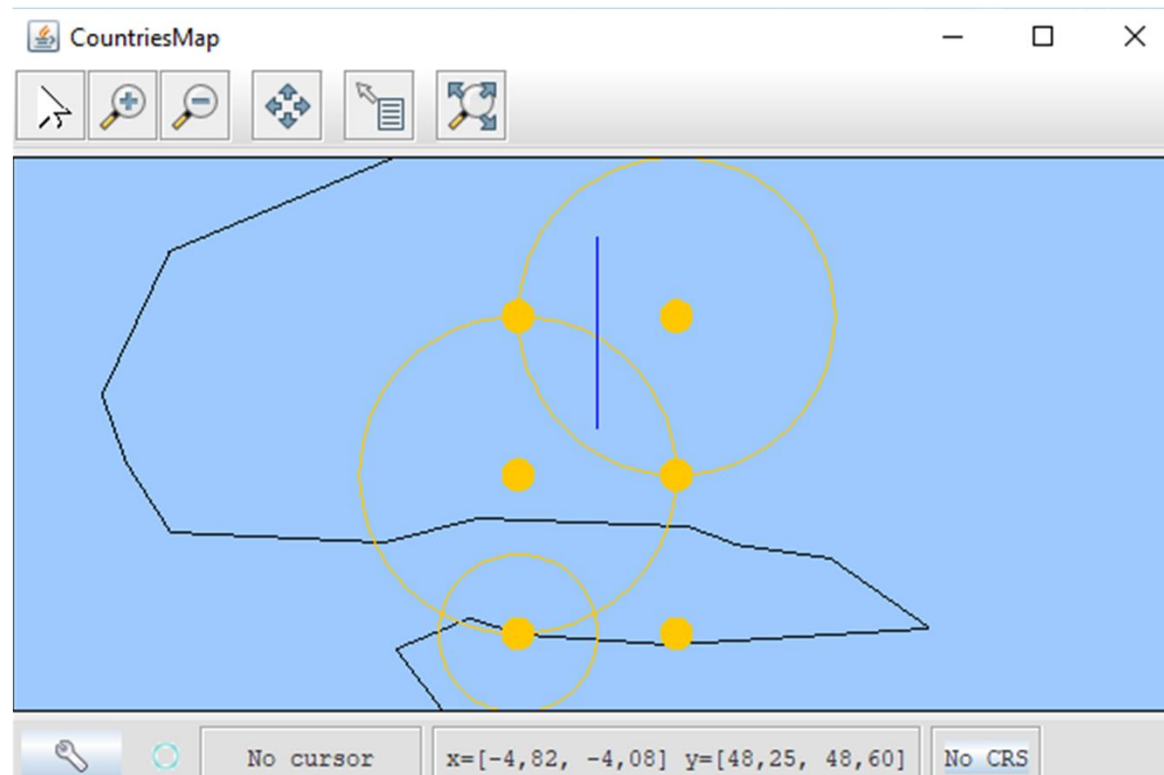 CountriesMap
No cursor x=[-4,82, -4,08] y=[48,25, 48,60] No CRS